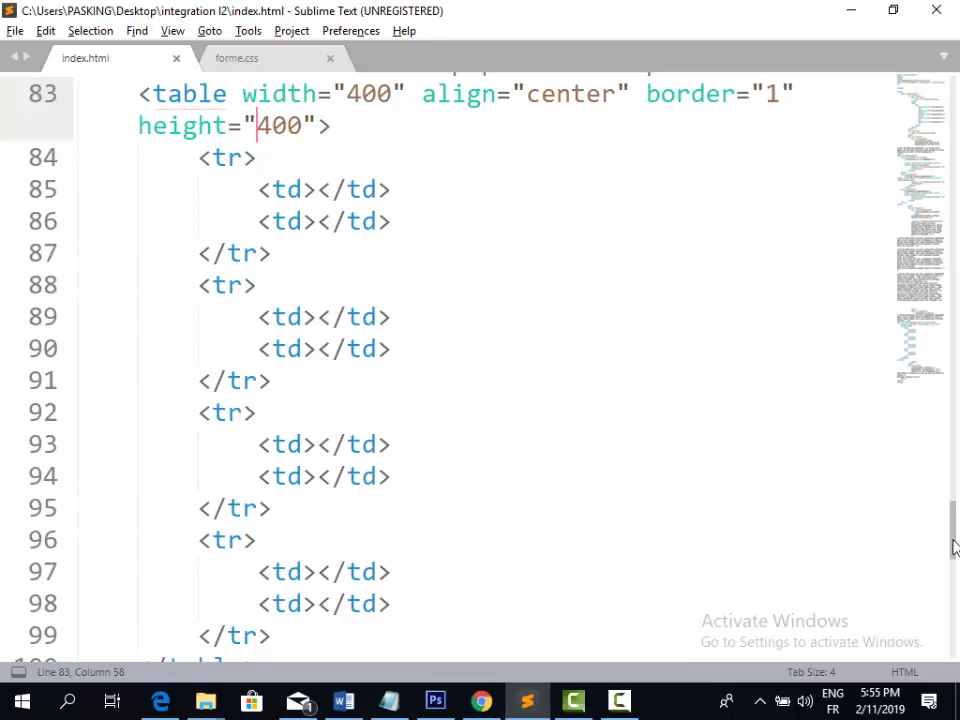 C:\Users\PASKING\Desktop\integration l2\index.html - Sublime Text (UNREGISTERED)
File Edit Selection Find View Goto Tools Project Preferences Help
index.html forme.css
83 <table width="400" align="center" border="1"
height="400">
84 <tr>
85 <td></td>
86 <td></td>
87 </tr>
88 <tr>
89 <td></td>
90 <td></td>
91 </tr>
92 <tr>
93 <td></td>
94 <td></td>
95 </tr>
96 <tr>
97 <td></td>
98 <td></td>
99 </tr>
Activate Windows
Go to Settings to activate Windows.
Line 83, Column 58 Tab Size: 4 HTML
ENG 5:55 PM
FR 2/11/2019